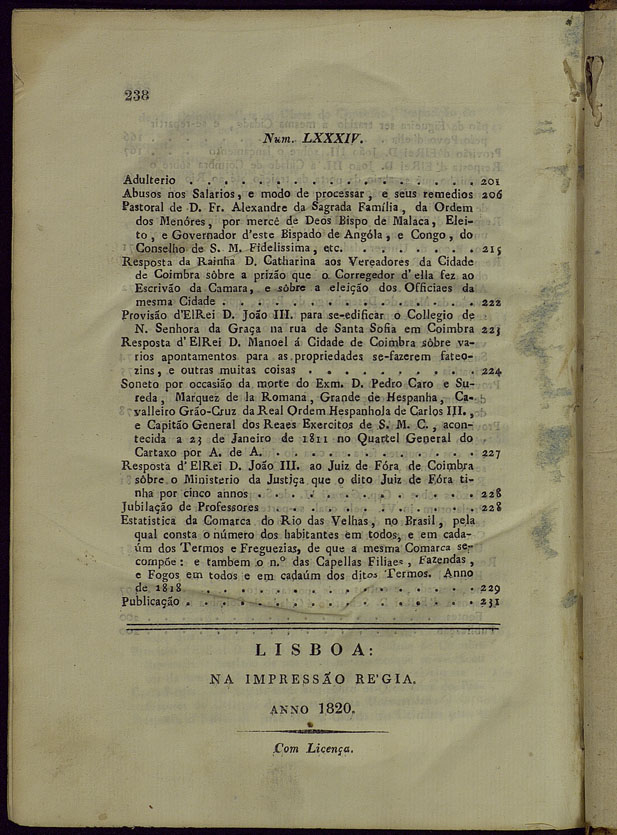 238
Num. LXXXIV.
Adulterio . . . . . . . . . . . . . . . . . 201
Abusos nos Salarios, e modo de processar, e seus remedios 206
Pastoral de D. Fr. Alexandre da Sagrada Família, da Ordem
dos Menóres, por mercê de Deos Bispo de Malaca, Elei-
to, e Governador d'este Bispado de Angóla, e Congo, do
Conselho de S. M. Fidelissima, etc. . . . . . . . . 215
Resposta da Rainha D. Catharina aos Vereadores da Cidade
de Coimbra sôbre a prizão que o Corregedor d'ella fez ao
Escrivão da Camara, e sôbre a eleição dos Officiaes da
mesma Cidade . . . . . . . . . . . . . . . 222
Provisão d'ElRei D. João III. para se-edificar o Collegio de
N. Senhora da Graça na rua de Santa Sofia em Coimbra 223
Resposta d'ElRei D. Manoel á Cidade de Coimbra sôbre va-
rios apontamentos para as propriedades se-fazerem fateo-
zins, e outras muitas coisas . . . . . . . . . . 224
Soneto por occasião da morte do Exm. D. Pedro Caro e Su-
reda, Marquez de la Romana, Grande de Hespanha, Ca-
valleiro Grão-Cruz da Real Ordem Hespanhola de Carlos III.,
e Capitão General dos Reaes Exercitos de S. M. C., acon-
tecida a 23 de Janeiro de 1811 no Quartel General do
Cartaxo por A. de A. . . . . . . . . . . . . 227
Resposta d'ElRei D. João III. ao Juiz de Fóra de Coimbra
sôbre o Ministerio da Justiça que o dito Juiz de Fóra ti-
nha por cinco annos . . . . . . . . . . . . . 228
Jubilação de Professores . . . . . . . . . . . . 228
Estatistica da Comarca do Rio das Velhas, no Brasil, pela
qual consta o número dos habitantes em todos, e em cada-
úm dos Termos e Freguezias, de que a mesma Comarca se-
compõe: e tambem o n.º das Capellas Filiaes, Fazendas,
e Fogos em todos e em cadaúm dos ditos Termos. Anno
de 1818 . . . . . . . . . . . . . . . . 229
Publicação . . . . . . . . . . . . . . . . . 231
LISBOA:
NA IMPRESSÃO RE'GIA.
ANNO 1820.
Com Licença.